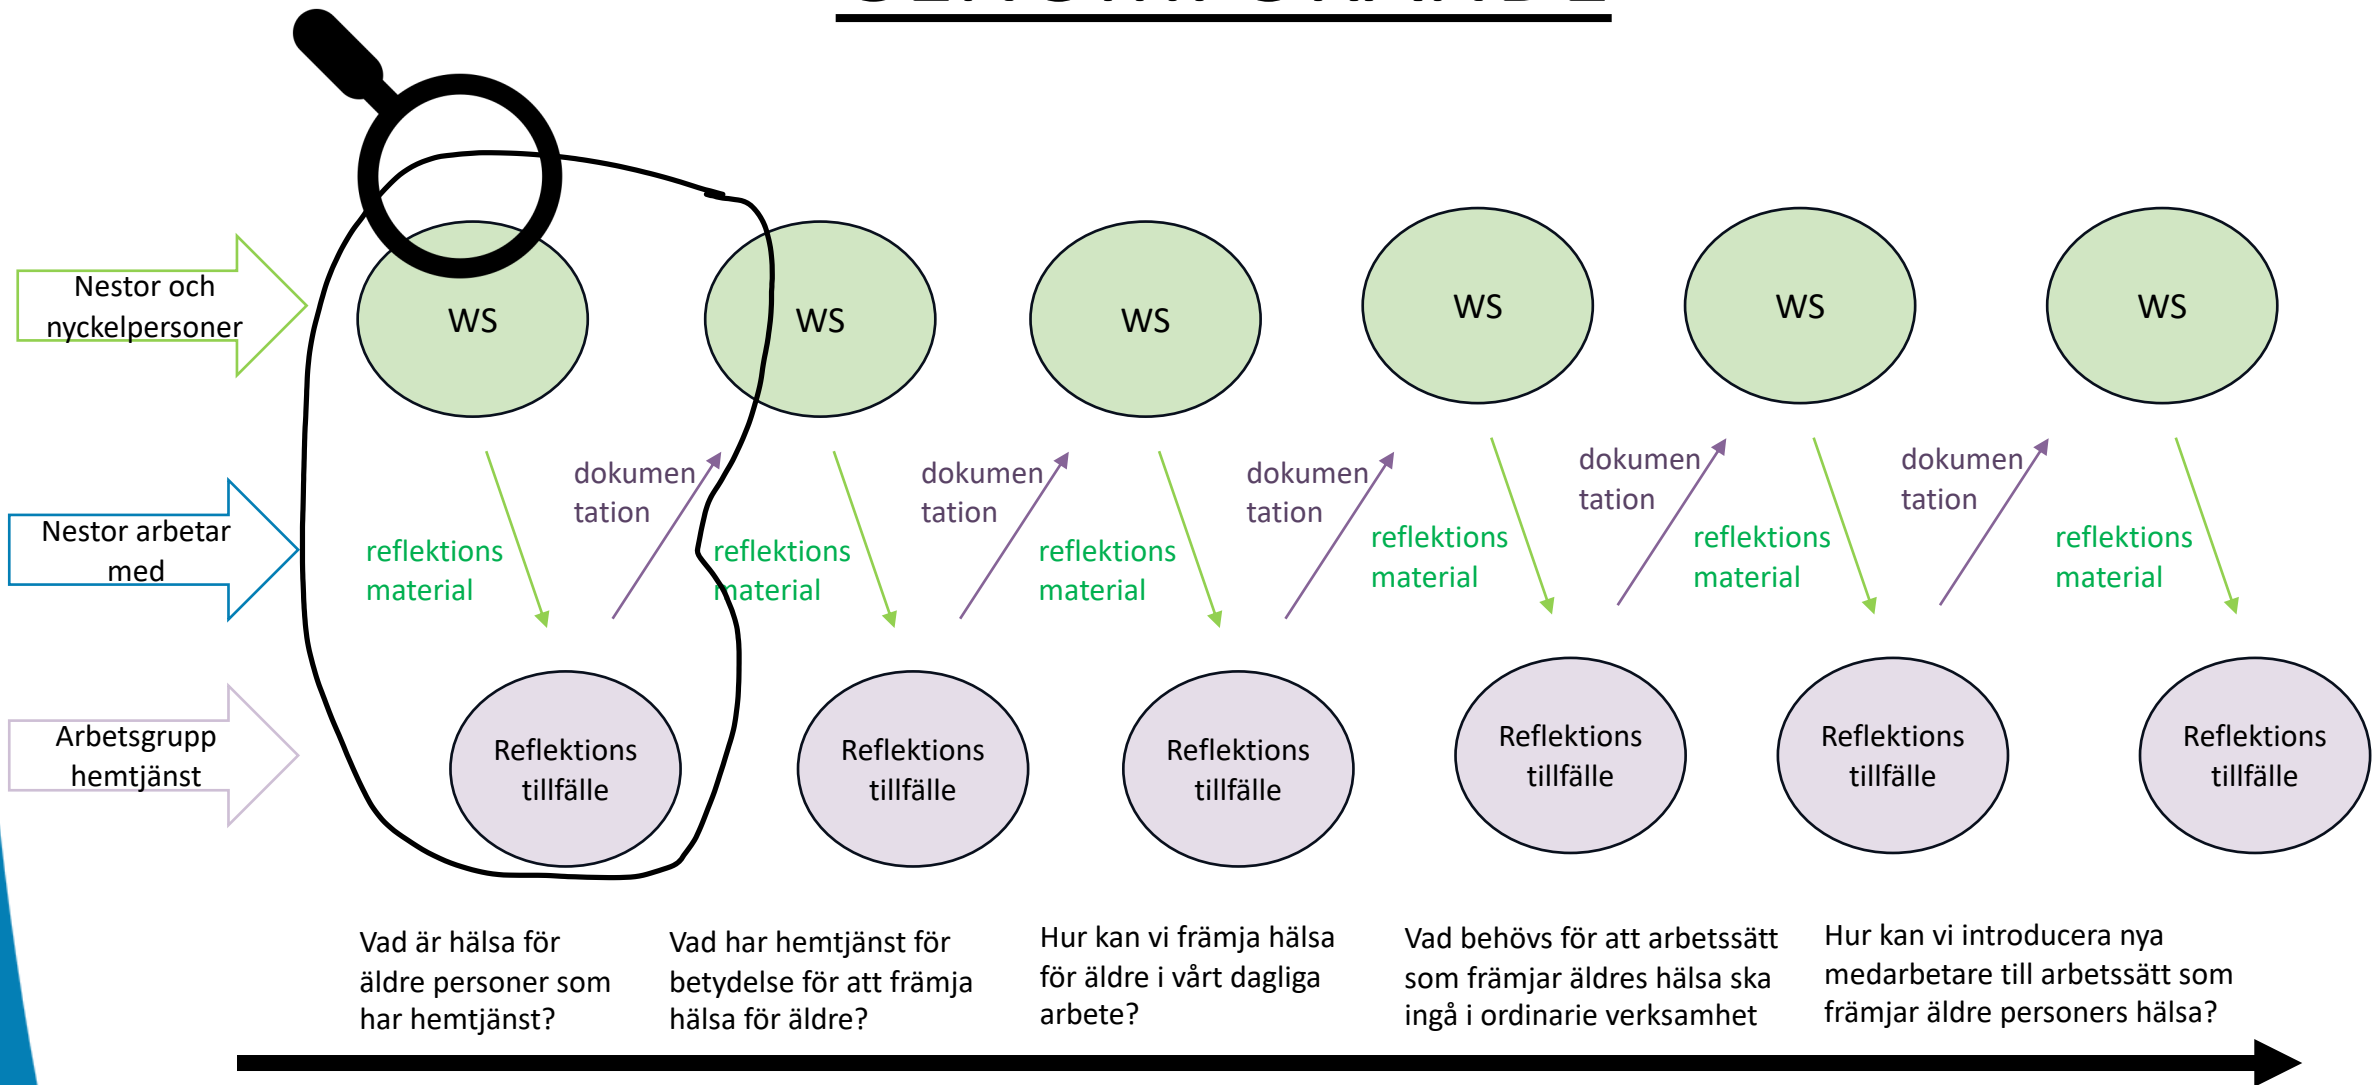 Nestor och
nyckelpersoner
WS
WS
WS
WS
WS
WS
Nestor arbetar
med
reflektions
material
dokumen
tation
reflektions
material
dokumen
tation
reflektions
material
dokumen
tation
reflektions
material
dokumen
tation
reflektions
material
dokumen
tation
reflektions
material
Arbetsgrupp
hemtjänst
Reflektions
tillfälle
Reflektions
tillfälle
Reflektions
tillfälle
Reflektions
tillfälle
Reflektions
tillfälle
Reflektions
tillfälle
Vad är hälsa för
äldre personer som
har hemtjänst?
Vad har hemtjänst för
betydelse för att främja
hälsa för äldre?
Hur kan vi främja hälsa
för äldre i vårt dagliga
arbete?
Vad behövs för att arbetssätt
som främjar äldres hälsa ska
ingå i ordinarie verksamhet
Hur kan vi introducera nya
medarbetare till arbetssätt som
främjar äldre personers hälsa?